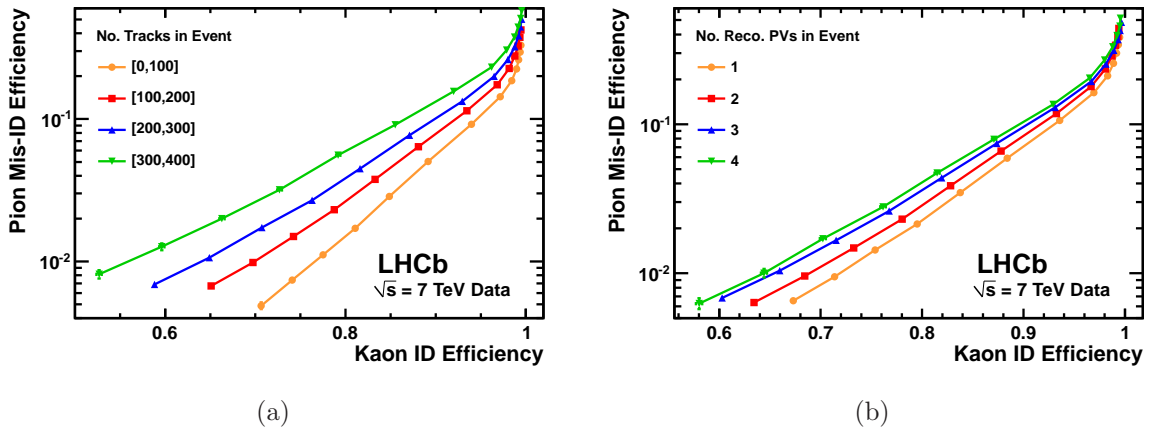 Pion Mis-ID Efficiency
No. Tracks in Event
[0,100]
[100,200]
[200,300]
[300,400]
10⁻¹
10⁻²
LHCb
√s = 7 TeV Data
0.6 0.8 1
Kaon ID Efficiency
(a)
Pion Mis-ID Efficiency
No. Reco. PVs in Event
1
2
3
4
10⁻¹
10⁻²
LHCb
√s = 7 TeV Data
0.6 0.7 0.8 0.9 1
Kaon ID Efficiency
(b)